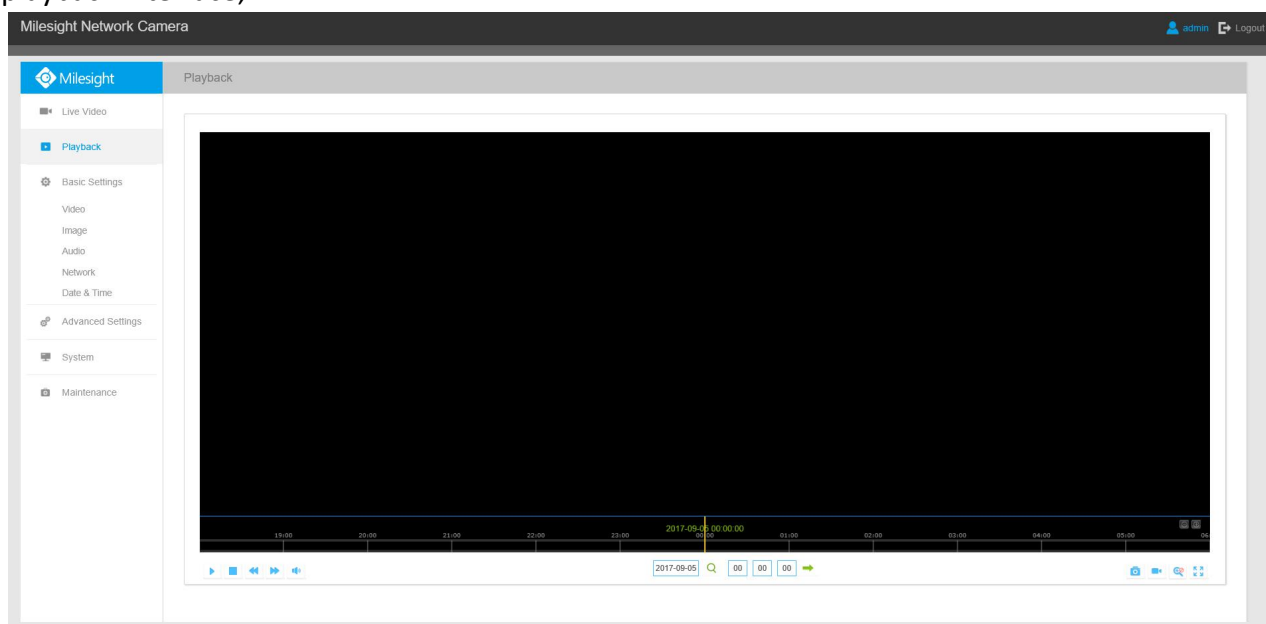 Milesight Network Camera
admin Logout
Milesight
Playback
Live Video
Playback
Basic Settings
Video
Image
Audio
Network
Date & Time
Advanced Settings
System
Maintenance
2017-09-05 00:00:00
19:00 20:00 21:00 22:00 23:00 00:00 01:00 02:00 03:00 04:00 05:00 06
2017-09-05 00 00 00